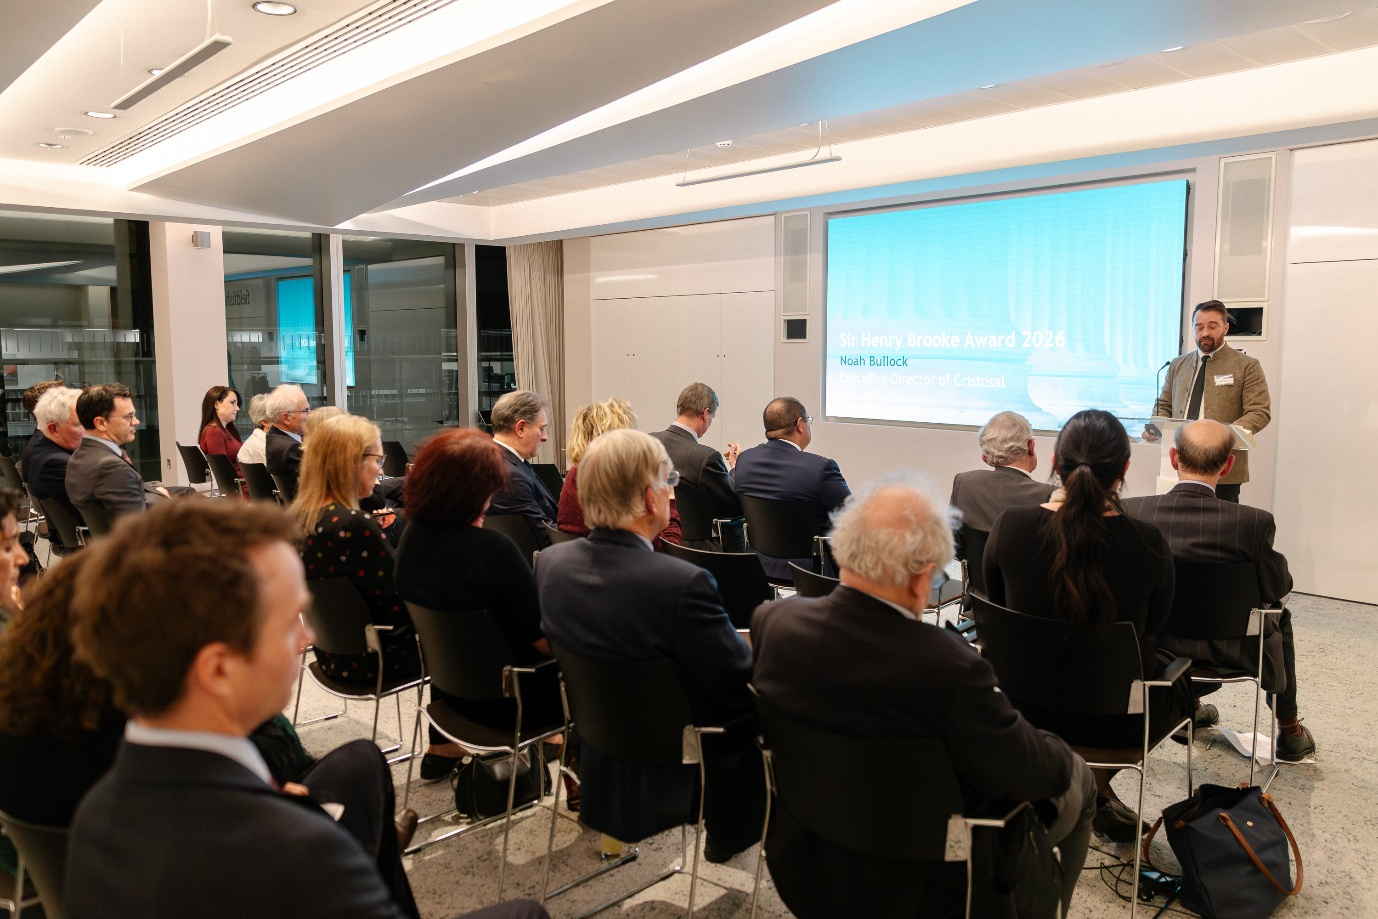 Sir Henry Brooke Award 2026
Noah Bullock
Executive Director of Cristosal